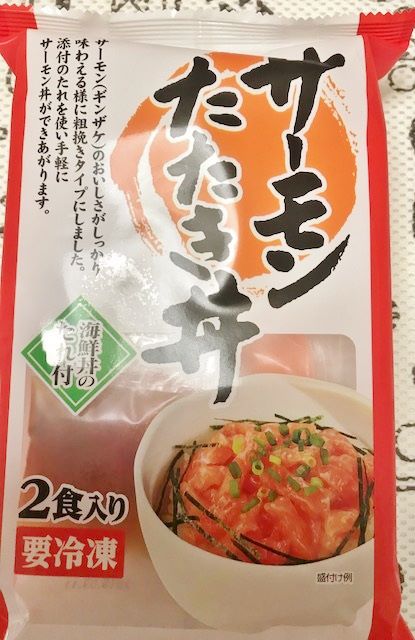 サーモン
たたき丼
サーモン(ギンザケ)のおいしさがしっかり
味わえる様に粗挽きタイプにしました。
添付のたれを使い手軽に
サーモン丼ができあがります。
海鮮丼の
たれ付
2食入り
要冷凍
盛付け例